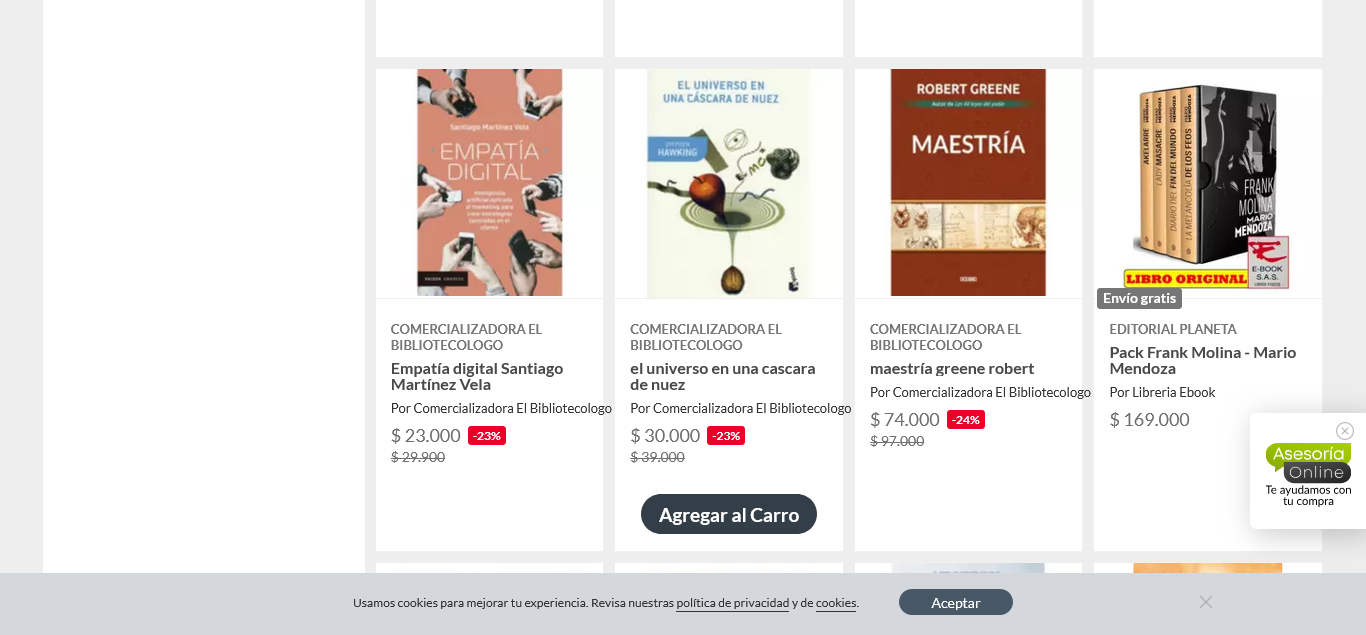 Santiago Martínez Vela
EMPATÍA
DIGITAL
Inteligencia
artificial aplicada
al marketing para
crear estrategias
centradas en el
cliente
EL UNIVERSO EN
UNA CÁSCARA DE NUEZ
STEPHEN
HAWKING
Booket
ROBERT GREENE
Autor de Las 48 leyes del poder
MAESTRÍA
OCEANO
AKELARRE
LADY MASACRE
DIARIO DEL FIN DEL MUNDO
LA MELANCOLÍA DE LOS FEOS
FRANK
MOLINA
MARIO
MENDOZA
LIBRO ORIGINAL
E-BOOK
S.A.S.
Envío gratis
COMERCIALIZADORA EL
BIBLIOTECOLOGO
Empatía digital Santiago
Martínez Vela
Por Comercializadora El Bibliotecologo
$ 23.000 -23%
$ 29.900
COMERCIALIZADORA EL
BIBLIOTECOLOGO
el universo en una cascara
de nuez
Por Comercializadora El Bibliotecologo
$ 30.000 -23%
$ 39.000
Agregar al Carro
COMERCIALIZADORA EL
BIBLIOTECOLOGO
maestría greene robert
Por Comercializadora El Bibliotecologo
$ 74.000 -24%
$ 97.000
EDITORIAL PLANETA
Pack Frank Molina - Mario
Mendoza
Por Libreria Ebook
$ 169.000
Asesoría
Online
Te ayudamos con
tu compra
Usamos cookies para mejorar tu experiencia. Revisa nuestras política de privacidad y de cookies.
Aceptar